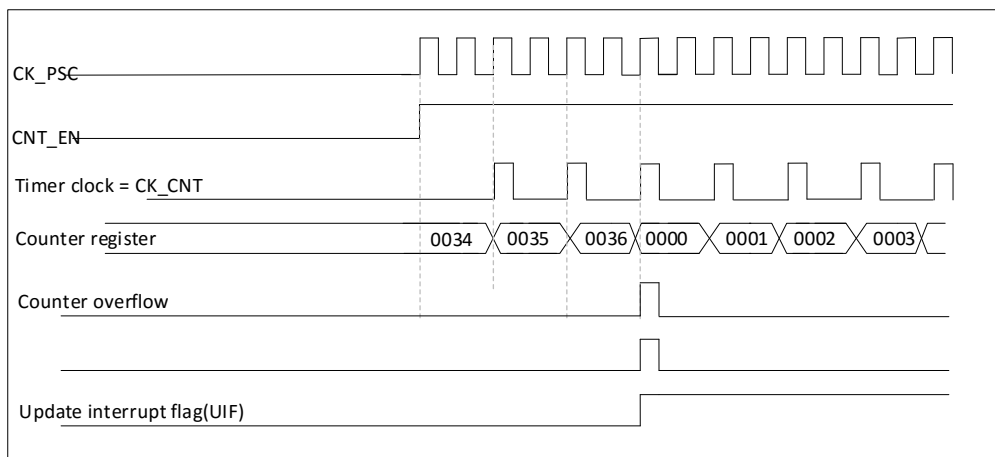 CK_PSC
CNT_EN
Timer clock = CK_CNT
Counter register 0034 0035 0036 0000 0001 0002 0003
Counter overflow
Update interrupt flag(UIF)